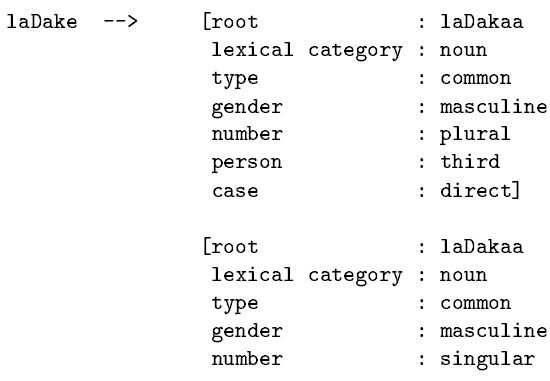 laDake --> [root : laDakaa
lexical category : noun
type : common
gender : masculine
number : plural
person : third
case : direct]
[root : laDakaa
lexical category : noun
type : common
gender : masculine
number : singular